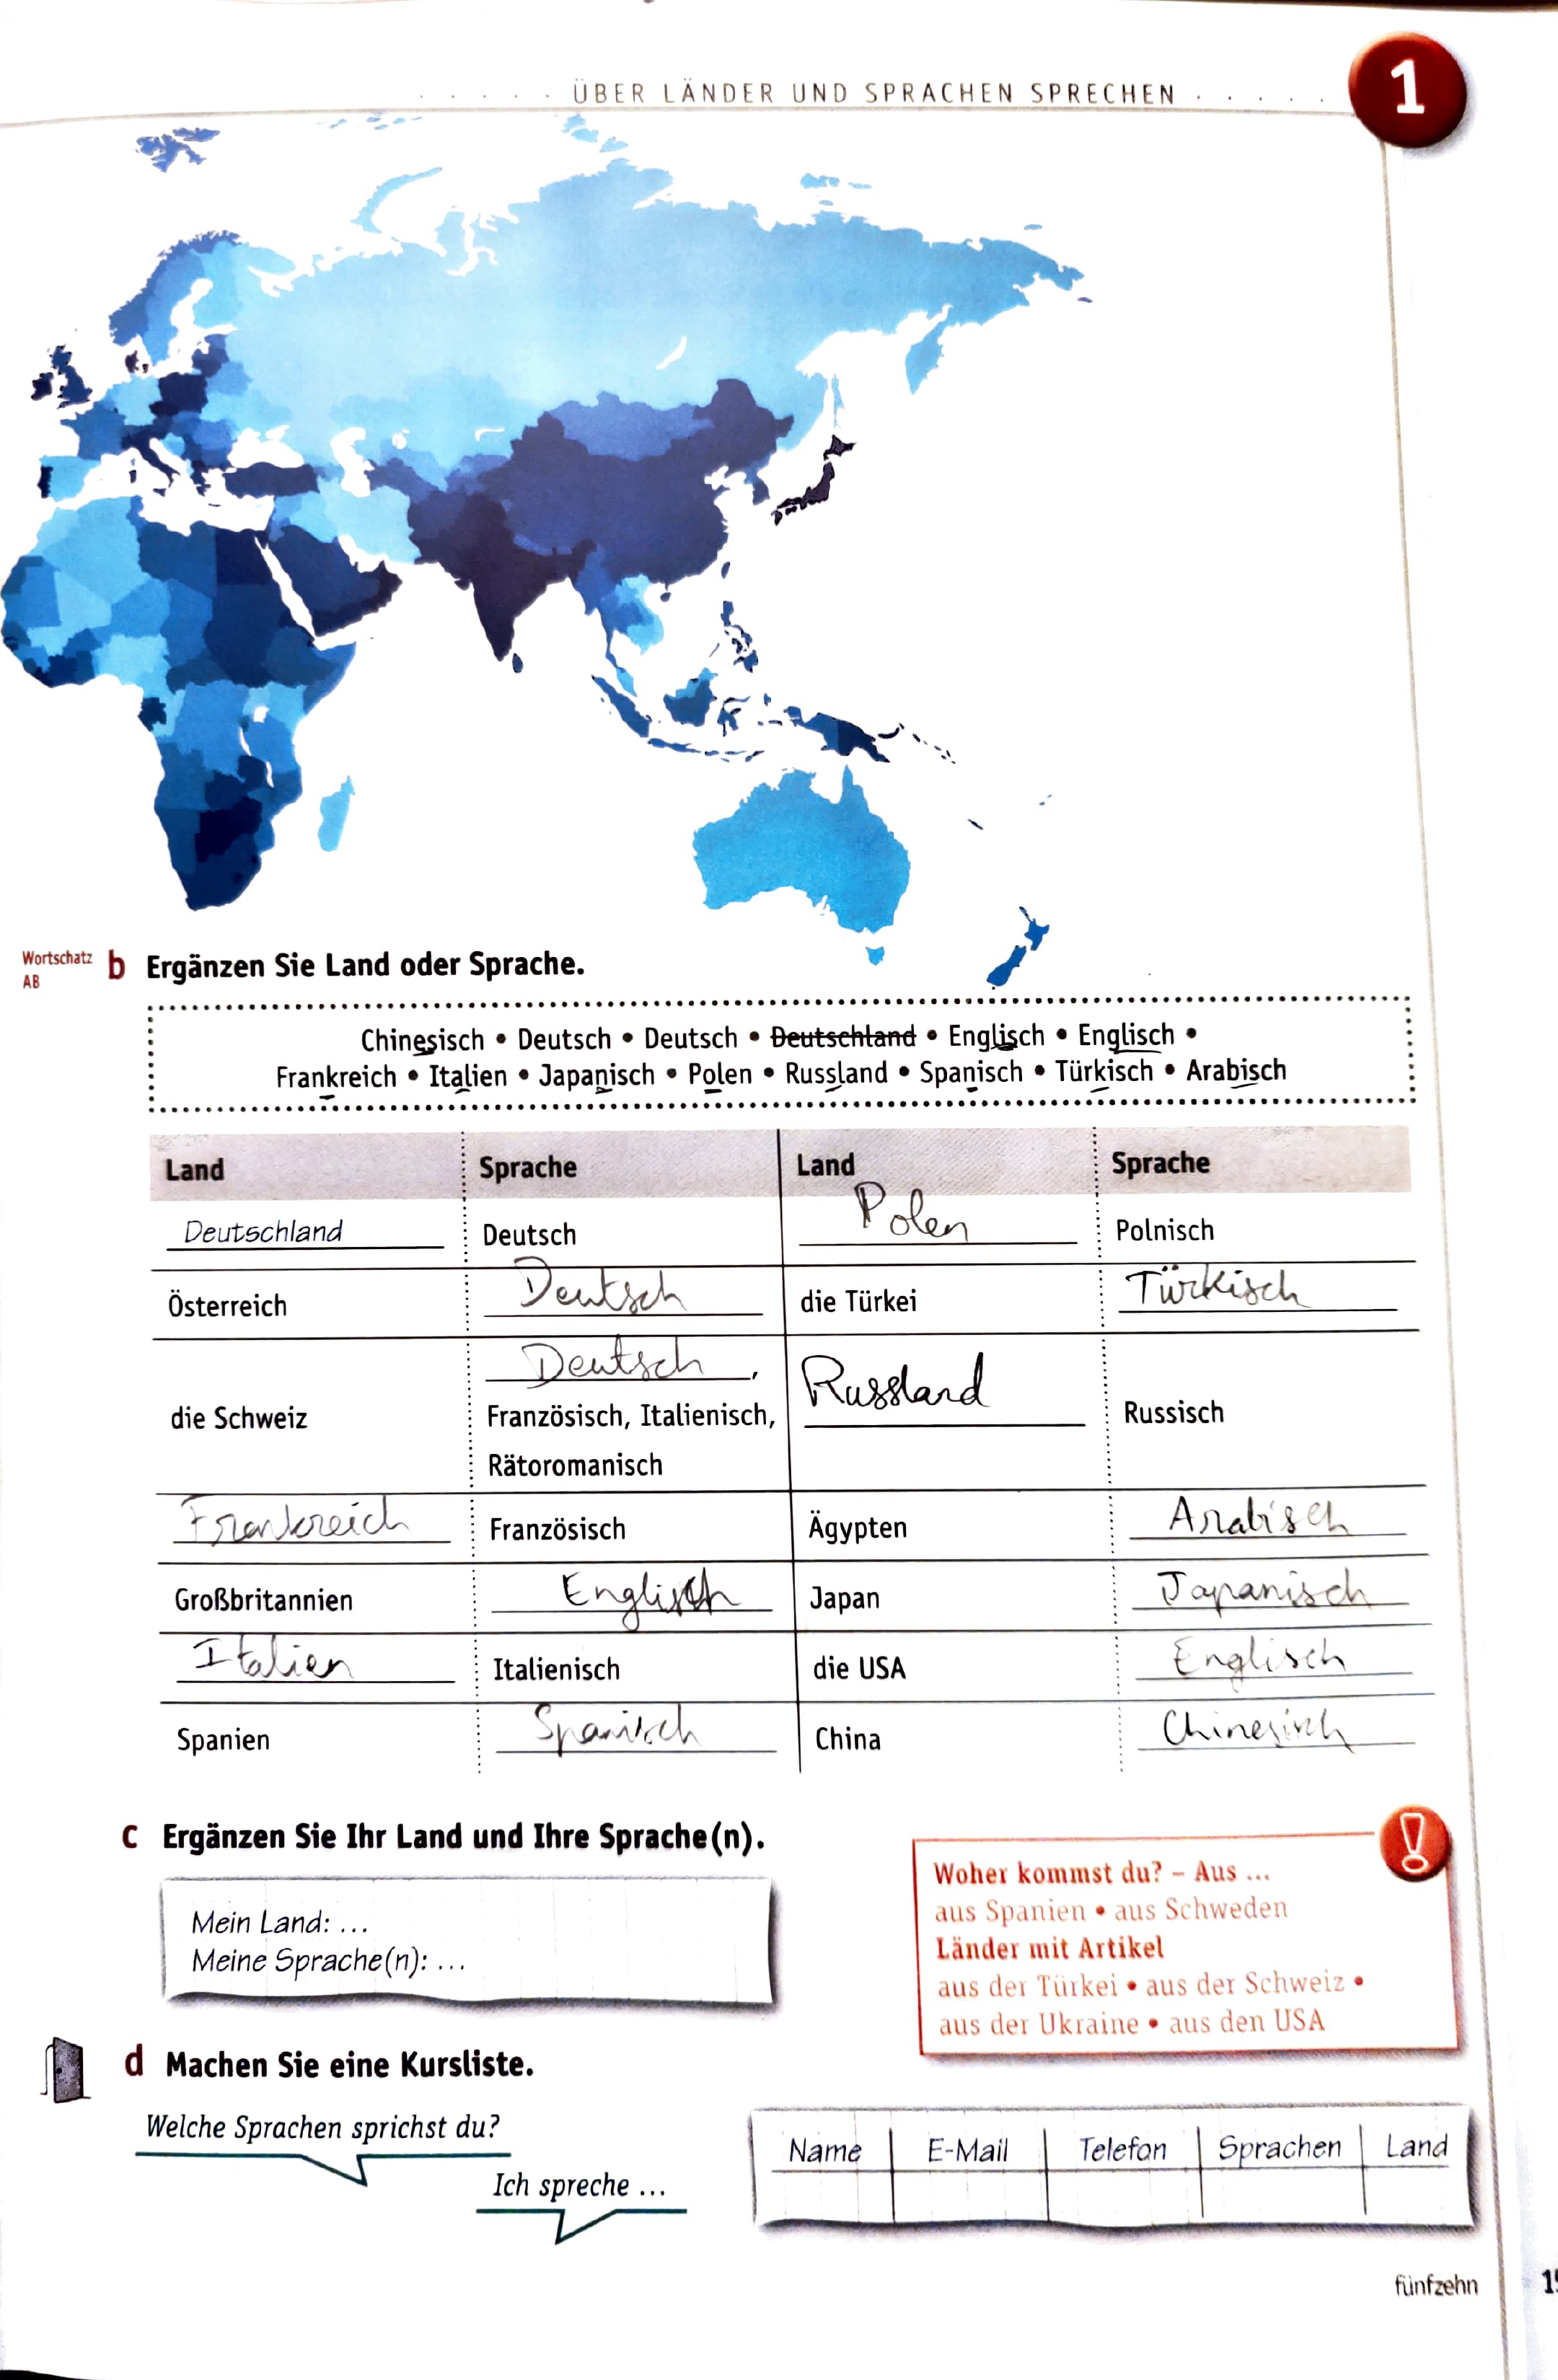 ÜBER LÄNDER UND SPRACHEN SPRECHEN
1
Wortschatz
AB
b Ergänzen Sie Land oder Sprache.
Chinesisch • Deutsch • Deutsch • Deutschland • Englisch • Englisch •
Frankreich • Italien • Japanisch • Polen • Russland • Spanisch • Türkisch • Arabisch
Land Sprache Land Sprache
Deutschland Deutsch Polen Polnisch
Österreich Deutsch die Türkei Türkisch
die Schweiz Deutsch, Russland Russisch
Französisch, Italienisch,
Rätoromanisch
Frankreich Französisch Ägypten Arabisch
Großbritannien Englisch Japan Japanisch
Italien Italienisch die USA Englisch
Spanien Spanisch China Chinesisch
c Ergänzen Sie Ihr Land und Ihre Sprache(n).
Mein Land: ...
Meine Sprache(n): ...
!
Woher kommst du? – Aus ...
aus Spanien • aus Schweden
Länder mit Artikel
aus der Türkei • aus der Schweiz •
aus der Ukraine • aus den USA
d Machen Sie eine Kursliste.
Welche Sprachen sprichst du?
Ich spreche ...
Name E-Mail Telefon Sprachen Land
fünfzehn